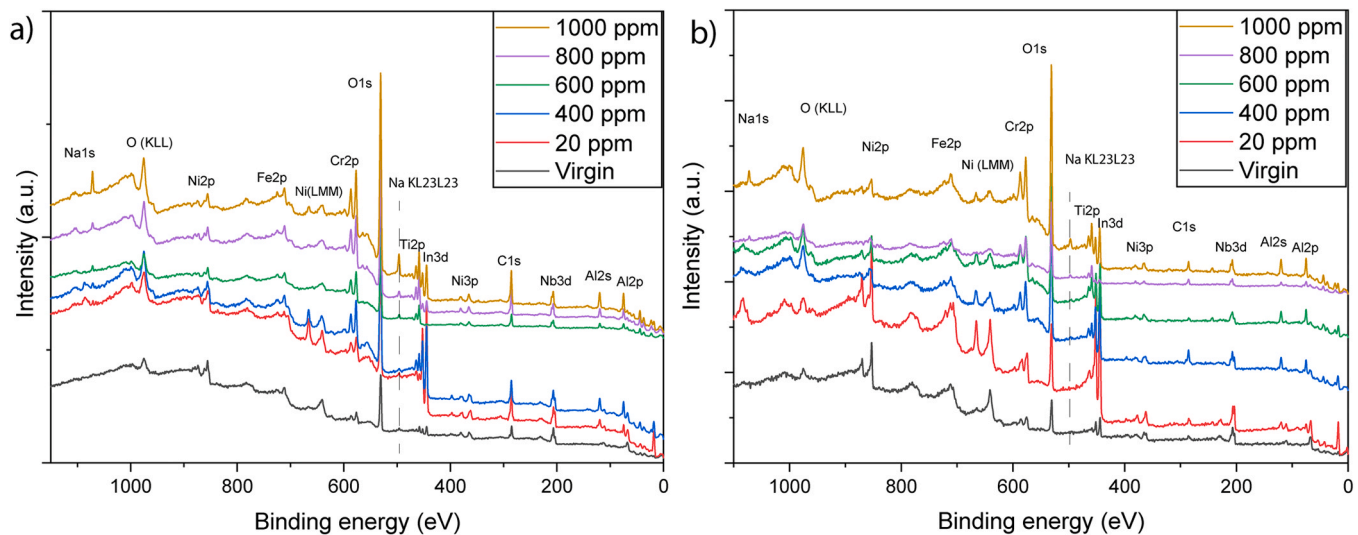 a)
1000 ppm
800 ppm
600 ppm
400 ppm
20 ppm
Virgin
O1s
Na1s
O (KLL)
Ni2p
Fe2p
Ni(LMM)
Cr2p
Na KL23L23
Ti2p
In3d
Ni3p
C1s
Nb3d
Al2s
Al2p
Intensity (a.u.)
1000 800 600 400 200 0
Binding energy (eV)
b)
1000 ppm
800 ppm
600 ppm
400 ppm
20 ppm
Virgin
O1s
Na1s
O (KLL)
Ni2p
Fe2p
Ni (LMM)
Cr2p
Na KL23L23
Ti2p
In3d
Ni3p
C1s
Nb3d
Al2s
Al2p
Intensity (a.u.)
1000 800 600 400 200 0
Binding energy (eV)